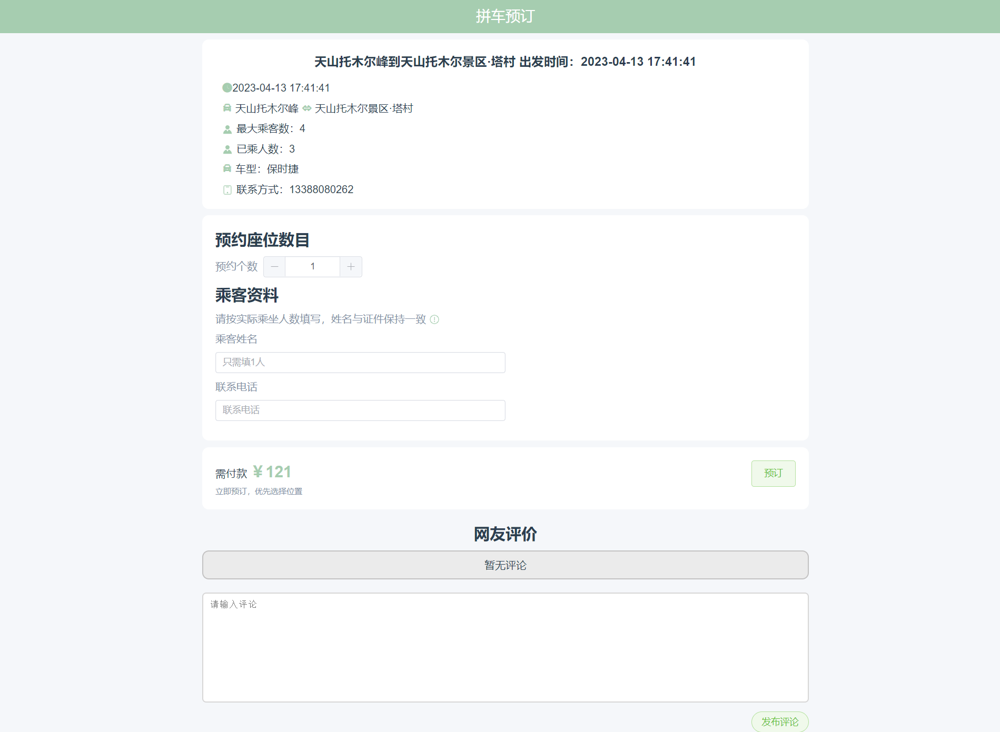 拼车预订
天山托木尔峰到天山托木尔景区·塔村 出发时间：2023-04-13 17:41:41
2023-04-13 17:41:41
天山托木尔峰 天山托木尔景区·塔村
最大乘客数：4
已乘人数：3
车型：保时捷
联系方式：13388080262
预约座位数目
预约个数 1
乘客资料
请按实际乘坐人数填写，姓名与证件保持一致
乘客姓名
只需填1人
联系电话
联系电话
需付款 ¥ 121
预订
立即预订，优先选择位置
网友评价
暂无评论
请输入评论
发布评论